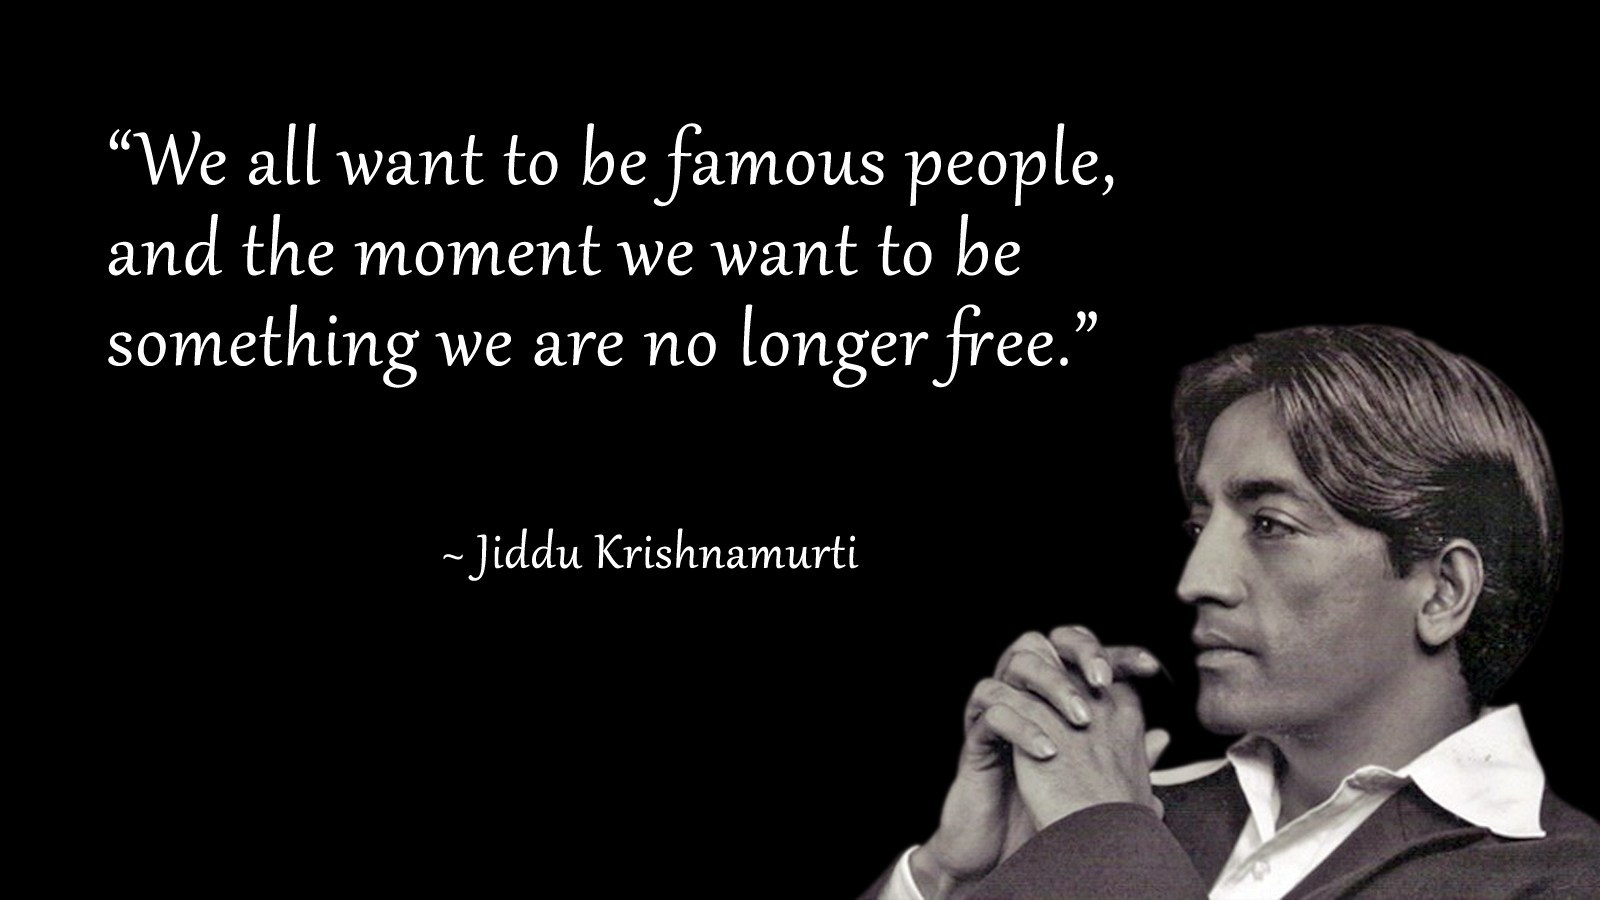 “We all want to be famous people,
and the moment we want to be
something we are no longer free.”
~ Jiddu Krishnamurti